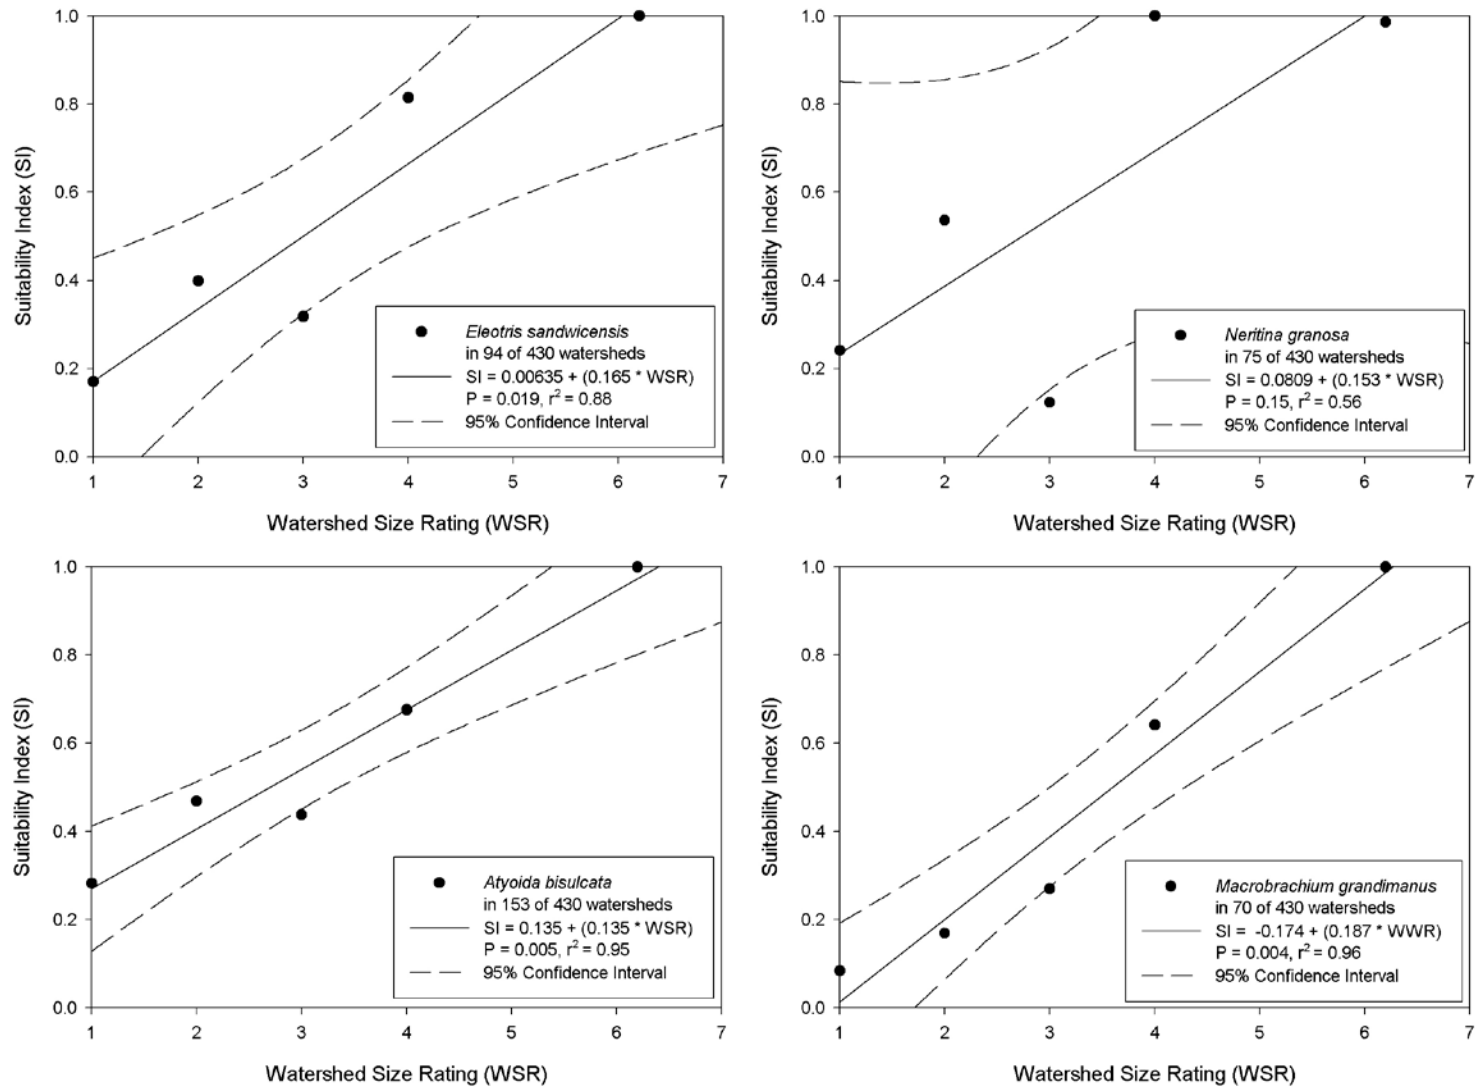 1.0
0.8
0.6
0.4
0.2
0.0
Suitability Index (SI)
Eleotris sandwicensis
in 94 of 430 watersheds
SI = 0.00635 + (0.165 * WSR)
P = 0.019, r² = 0.88
95% Confidence Interval
1 2 3 4 5 6 7
Watershed Size Rating (WSR)
1.0
0.8
0.6
0.4
0.2
0.0
Suitability Index (SI)
Neritina granosa
in 75 of 430 watersheds
SI = 0.0809 + (0.153 * WSR)
P = 0.15, r² = 0.56
95% Confidence Interval
1 2 3 4 5 6 7
Watershed Size Rating (WSR)
1.0
0.8
0.6
0.4
0.2
0.0
Suitability Index (SI)
Atyoida bisulcata
in 153 of 430 watersheds
SI = 0.135 + (0.135 * WSR)
P = 0.005, r² = 0.95
95% Confidence Interval
1 2 3 4 5 6 7
Watershed Size Rating (WSR)
1.0
0.8
0.6
0.4
0.2
0.0
Suitability Index (SI)
Macrobrachium grandimanus
in 70 of 430 watersheds
SI = -0.174 + (0.187 * WWR)
P = 0.004, r² = 0.96
95% Confidence Interval
1 2 3 4 5 6 7
Watershed Size Rating (WSR)